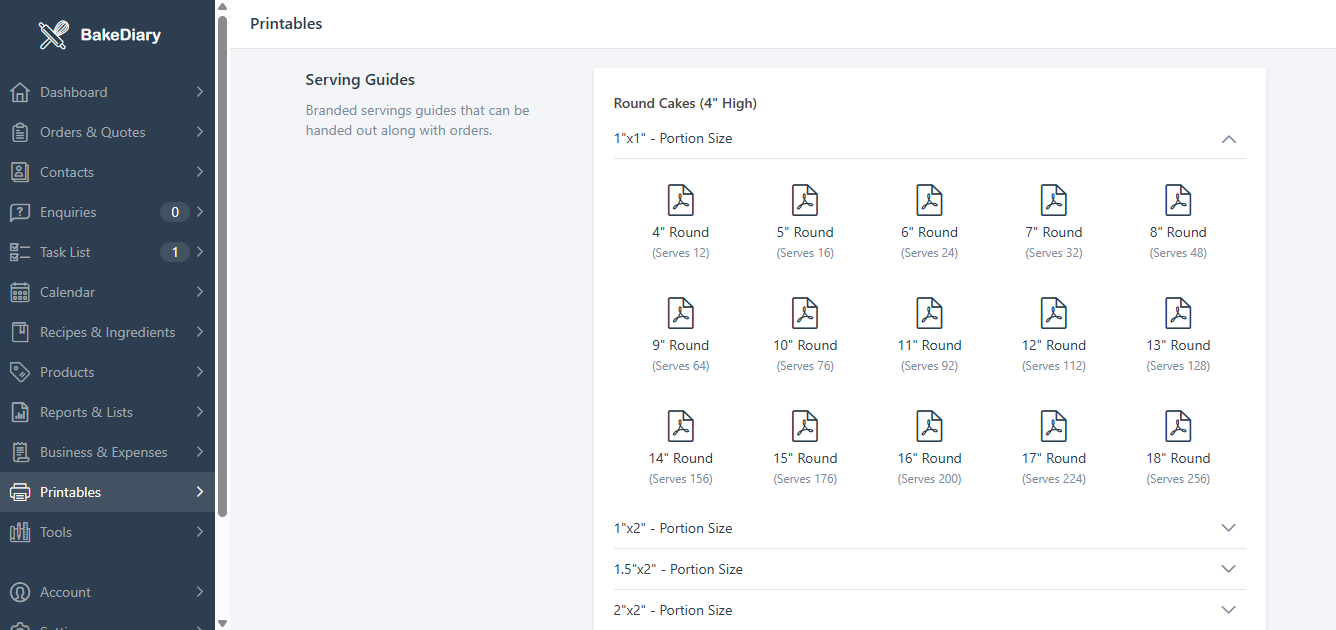 BakeDiary
Dashboard
Orders & Quotes
Contacts
Enquiries 0
Task List 1
Calendar
Recipes & Ingredients
Products
Reports & Lists
Business & Expenses
Printables
Tools
Account
Printables
Serving Guides
Branded servings guides that can be
handed out along with orders.
Round Cakes (4" High)
1"x1" - Portion Size
4" Round 5" Round 6" Round 7" Round 8" Round
(Serves 12) (Serves 16) (Serves 24) (Serves 32) (Serves 48)
9" Round 10" Round 11" Round 12" Round 13" Round
(Serves 64) (Serves 76) (Serves 92) (Serves 112) (Serves 128)
14" Round 15" Round 16" Round 17" Round 18" Round
(Serves 156) (Serves 176) (Serves 200) (Serves 224) (Serves 256)
1"x2" - Portion Size
1.5"x2" - Portion Size
2"x2" - Portion Size